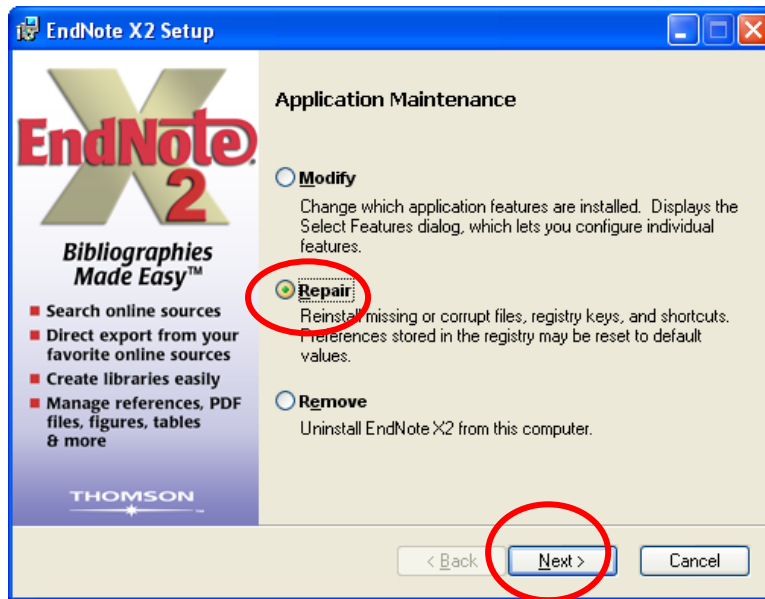 EndNote X2 Setup
EndNote
X
2
Bibliographies
Made Easy™
Search online sources
Direct export from your
favorite online sources
Create libraries easily
Manage references, PDF
files, figures, tables
& more
THOMSON
Application Maintenance
Modify
Change which application features are installed. Displays the
Select Features dialog, which lets you configure individual
features.
Repair
Reinstall missing or corrupt files, registry keys, and shortcuts.
Preferences stored in the registry may be reset to default
values.
Remove
Uninstall EndNote X2 from this computer.
< Back
Next >
Cancel